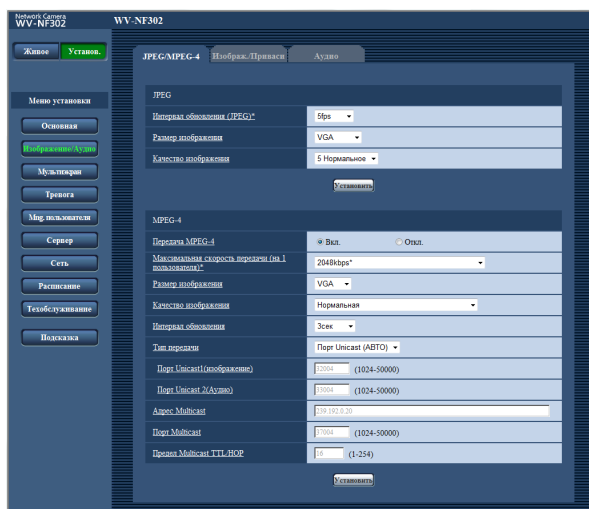 Network Camera
WV-NF302
WV-NF302
Живое
Установ.
JPEG/MPEG-4
Изображ./Приваси
Аудио
Меню установки
Основная
Изображение/Аудио
Мультиэкран
Тревога
Mng. пользователя
Сервер
Сеть
Расписание
Техобслуживание
Подсказка
JPEG
Интервал обновления (JPEG)*
5fps
Размер изображения
VGA
Качество изображения
5 Нормальное
Установить
MPEG-4
Передача MPEG-4
Вкл.
Откл.
Максимальная скорость передачи (на 1
пользователя)*
2048kbps*
Размер изображения
VGA
Качество изображения
Нормальная
Интервал обновления
3сек
Тип передачи
Порт Unicast (АВТО)
Порт Unicast1(изображение)
32004 (1024-50000)
Порт Unicast 2(Аудио)
33004 (1024-50000)
Адрес Multicast
239.192.0.20
Порт Multicast
37004 (1024-50000)
Предел Multicast TTL/HOP
16 (1-254)
Установить